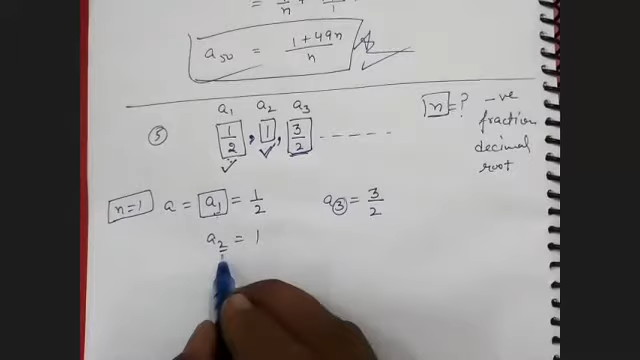 = 1/n +
a50 = (1+49n)/n
a1 a2 a3
n = ? -ve
⑤ 1/2, 1, 3/2 ------
fraction
decimal
root
n=1 a = a1 = 1/2 a3 = 3/2
a2 = 1